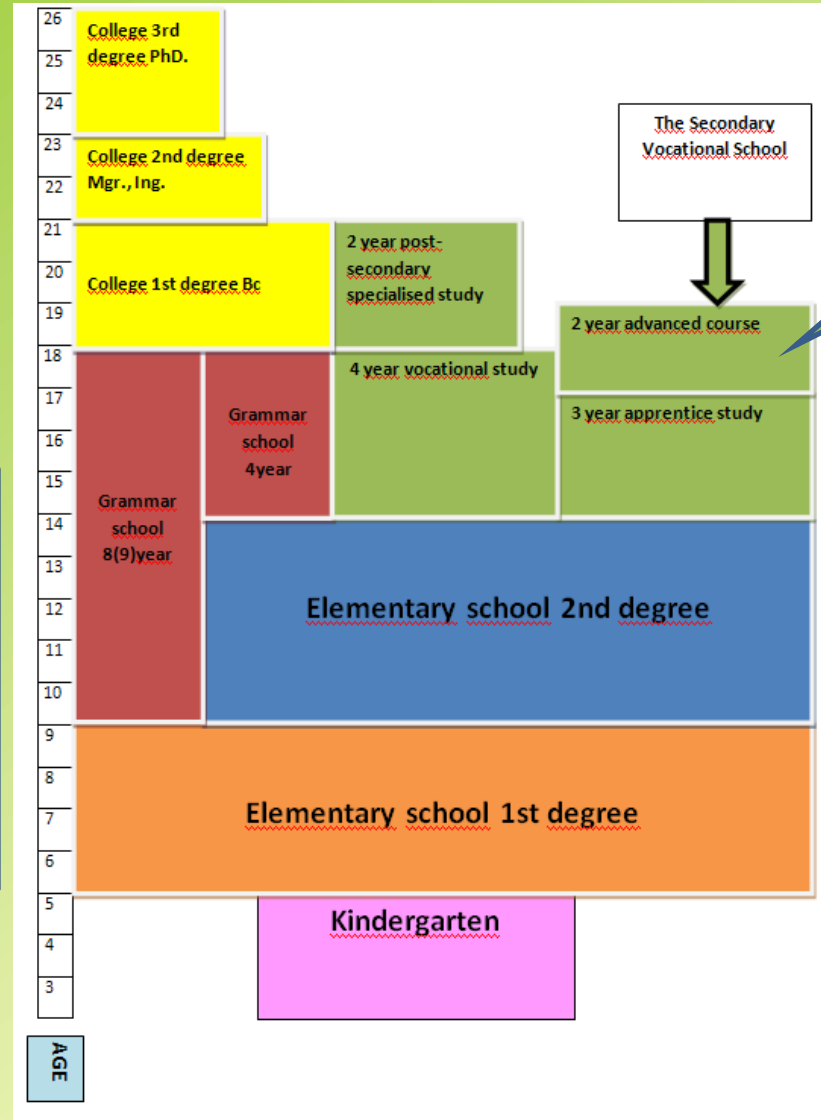 26
College 3rd
degree PhD.
25
24
The Secondary
Vocational School
23
College 2nd degree
Mgr., Ing.
22
21
2 year post-
secondary
specialised study
20
College 1st degree Bc
19
2 year advanced course
18
4 year vocational study
17
3 year apprentice study
Grammar
school
4year
16
15
Grammar
school
8(9)year
14
13
12
Elementary school 2nd degree
11
10
9
8
7
Elementary school 1st degree
6
5
Kindergarten
4
3
AGE